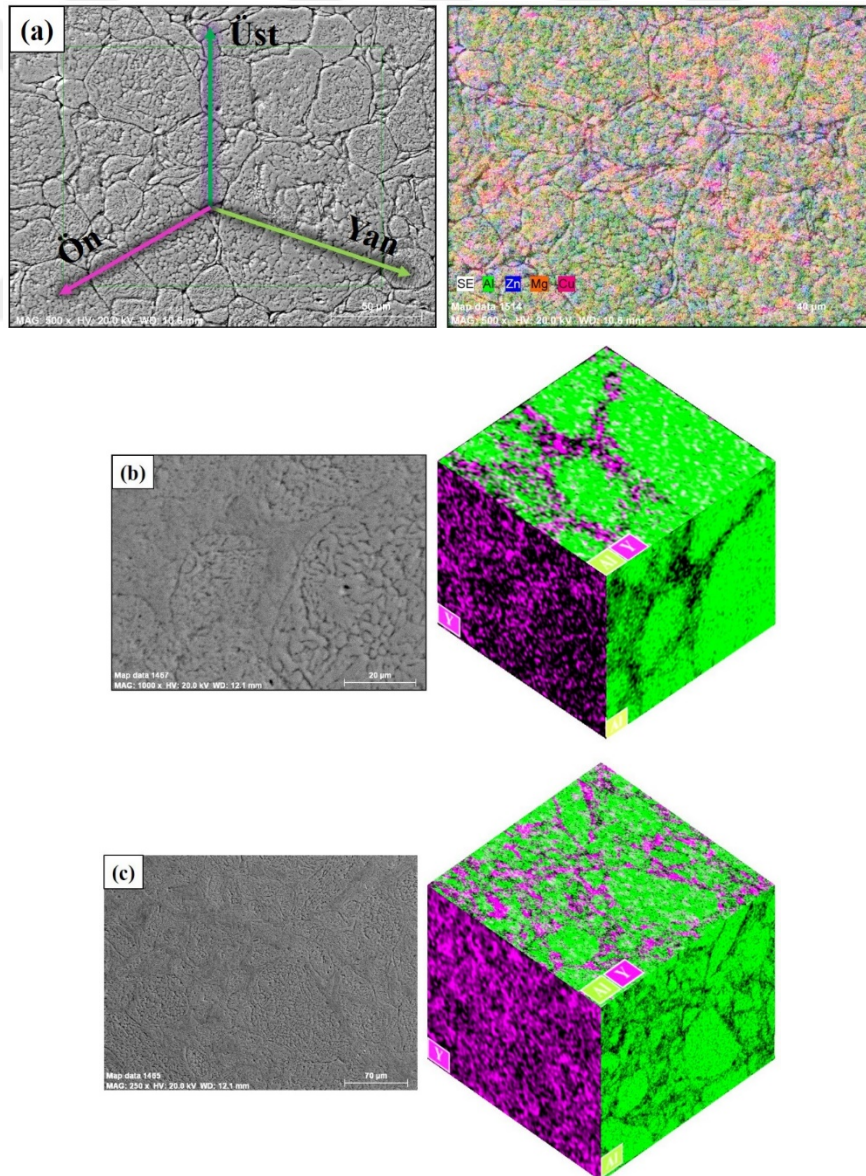 (a)
Üst
Ön
Yan
50 µm
MAG: 500 x HV: 20.0 kV WD: 10.6 mm
SE Al Zn Mg Cu
Map data 1514
MAG: 500 x HV: 20.0 kV WD: 10.6 mm
40 µm
(b)
Map data 1467
MAG: 1000 x HV: 20.0 kV WD: 12.1 mm
20 µm
Al Y
Y
Al
(c)
Map data 1465
MAG: 250 x HV: 20.0 kV WD: 12.1 mm
70 µm
Al Y
Y
Al